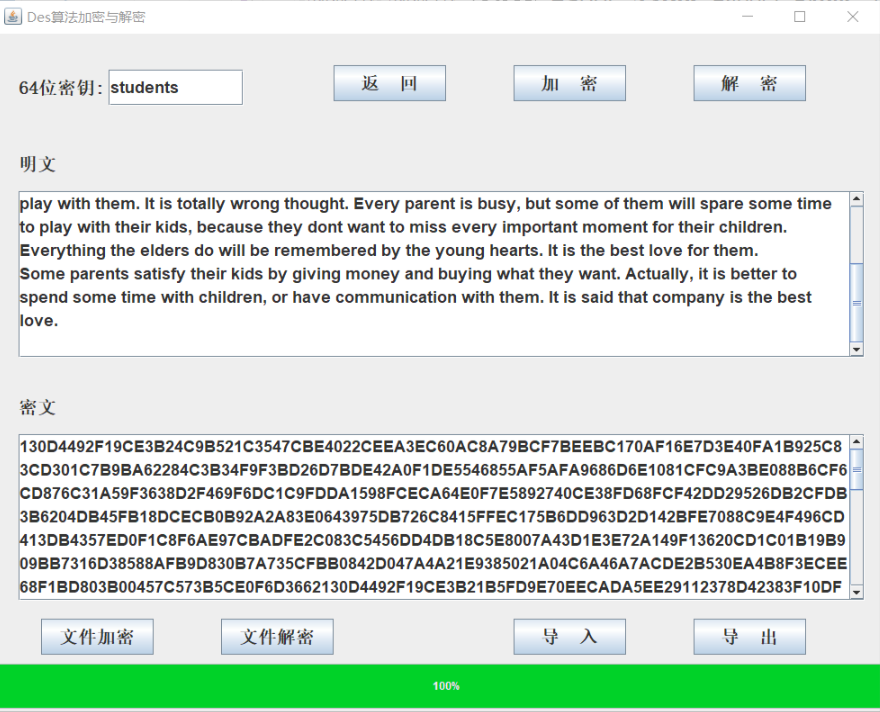 Des算法加密与解密
64位密钥: students
返 回
加 密
解 密
明文
play with them. It is totally wrong thought. Every parent is busy, but some of them will spare some time
to play with their kids, because they dont want to miss every important moment for their children.
Everything the elders do will be remembered by the young hearts. It is the best love for them.
Some parents satisfy their kids by giving money and buying what they want. Actually, it is better to
spend some time with children, or have communication with them. It is said that company is the best
love.
密文
130D4492F19CE3B24C9B521C3547CBE4022CEEA3EC60AC8A79BCF7BEEBC170AF16E7D3E40FA1B925C8
3CD301C7B9BA62284C3B34F9F3BD26D7BDE42A0F1DE5546855AF5AFA9686D6E1081CFC9A3BE088B6CF6
CD876C31A59F3638D2F469F6DC1C9FDDA1598FCECA64E0F7E5892740CE38FD68FCF42DD29526DB2CFDB
3B6204DB45FB18DCECB0B92A2A83E0643975DB726C8415FFEC175B6DD963D2D142BFE7088C9E4F496CD
413DB4357ED0F1C8F6AE97CBADFE2C083C5456DD4DB18C5E8007A43D1E3E72A149F13620CD1C01B19B9
09BB7316D38588AFB9D830B7A735CFBB0842D047A4A21E9385021A04C6A46A7ACDE2B530EA4B8F3ECEE
68F1BD803B00457C573B5CE0F6D3662130D4492F19CE3B21B5FD9E70EECADA5EE29112378D42383F10DF
文件加密
文件解密
导 入
导 出
100%